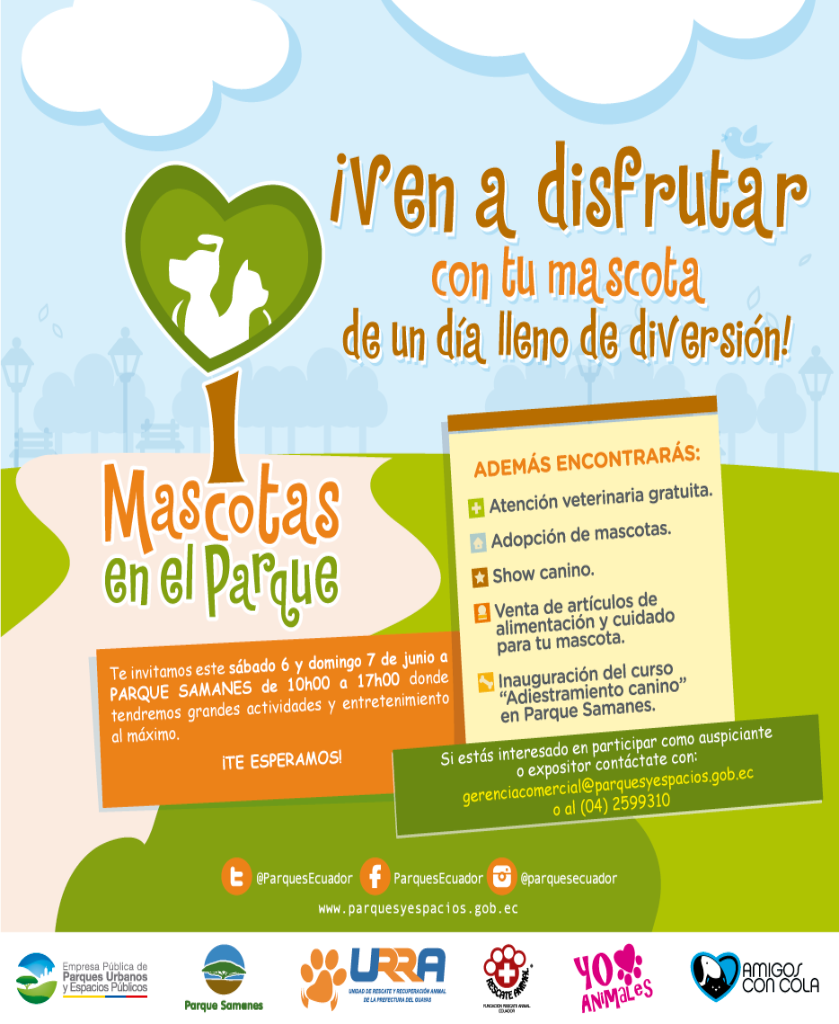 ¡Ven a disfrutar
con tu mascota
de un día lleno de diversión!
Mascotas
en el Parque
ADEMÁS ENCONTRARÁS:
Atención veterinaria gratuita.
Adopción de mascotas.
Show canino.
Venta de artículos de
alimentación y cuidado
para tu mascota.
Inauguración del curso
“Adiestramiento canino”
en Parque Samanes.
Te invitamos este sábado 6 y domingo 7 de junio a
PARQUE SAMANES de 10h00 a 17h00 donde
tendremos grandes actividades y entretenimiento
al máximo.
¡TE ESPERAMOS!
Si estás interesado en participar como auspiciante
o expositor contáctate con:
gerenciacomercial@parquesyespacios.gob.ec
o al (04) 2599310
@ParquesEcuador ParquesEcuador @parquesecuador
www.parquesyespacios.gob.ec
Empresa Pública de
Parques Urbanos
y Espacios Públicos
Parque Samanes
URRA
UNIDAD DE RESCATE Y RECUPERACIÓN ANIMAL
DE LA PREFECTURA DEL GUAYAS
RESCATE ANIMAL
FUNDACION RESCATE ANIMAL
ECUADOR
YO
ANIMALES
AMIGOS
CON COLA